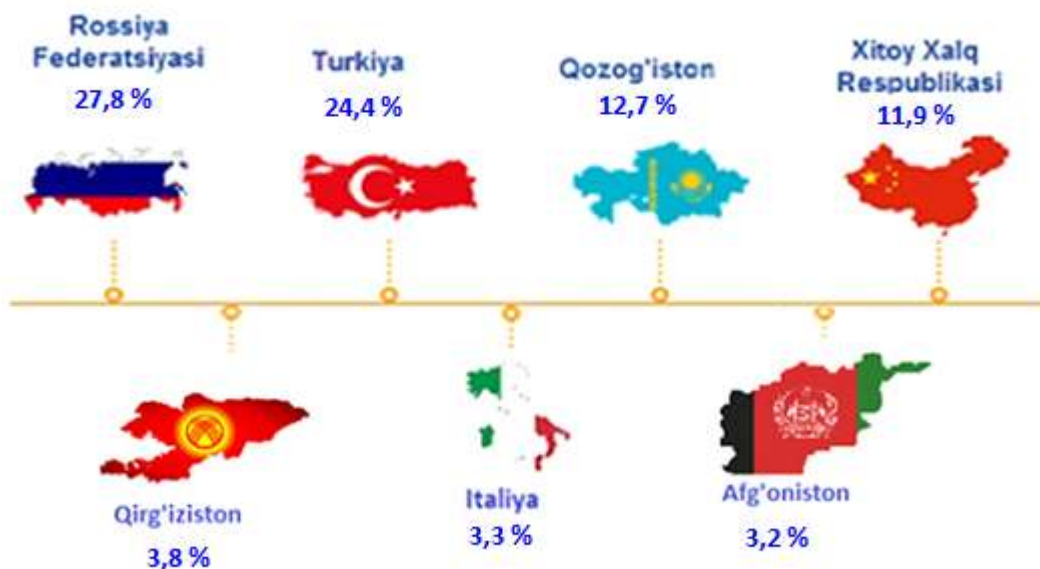 Rossiya
Federatsiyasi
27,8 %
Turkiya
24,4 %
Qozog'iston
12,7 %
Xitoy Xalq
Respublikasi
11,9 %
Qirg'iziston
3,8 %
Italiya
3,3 %
Afg'oniston
3,2 %